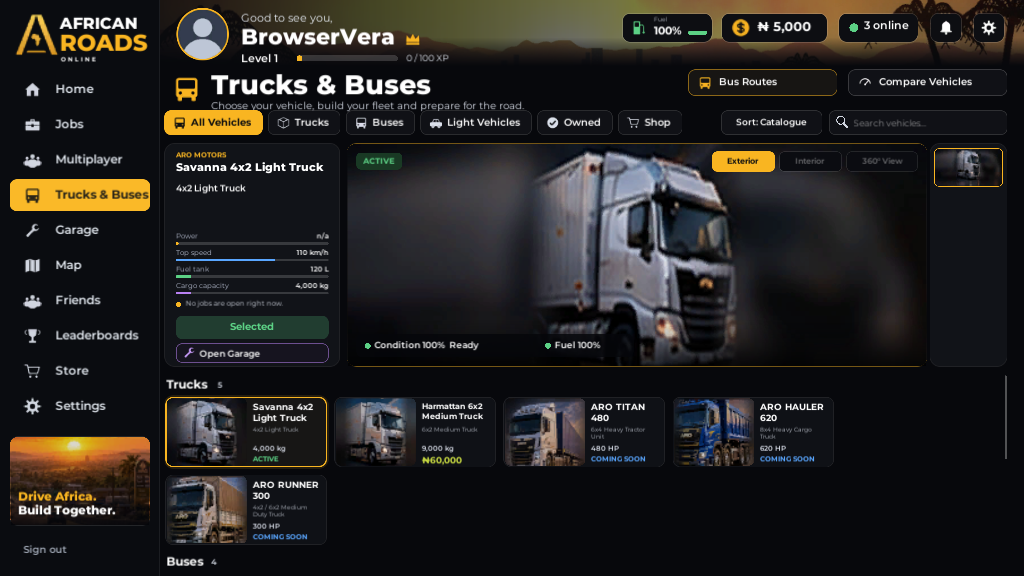 AFRICAN
ROADS
ONLINE
Home
Jobs
Multiplayer
Trucks & Buses
Garage
Map
Friends
Leaderboards
Store
Settings
Drive Africa.
Build Together.
Sign out
Good to see you,
BrowserVera
Level 1
0 / 100 XP
Fuel
100%
₦ 5,000
3 online
Trucks & Buses
Choose your vehicle, build your fleet and prepare for the road.
Bus Routes
Compare Vehicles
All Vehicles
Trucks
Buses
Light Vehicles
Owned
Shop
Sort: Catalogue
Search vehicles...
ARO MOTORS
Savanna 4x2 Light Truck
4x2 Light Truck
Power n/a
Top speed 110 km/h
Fuel tank 120 L
Cargo capacity 4,000 kg
No jobs are open right now.
Selected
Open Garage
ACTIVE
Exterior
Interior
360° View
Condition 100% Ready
Fuel 100%
Trucks 5
Savanna 4x2
Light Truck
4x2 Light Truck
4,000 kg
ACTIVE
Harmattan 6x2
Medium Truck
6x2 Medium Truck
9,000 kg
₦60,000
ARO TITAN
480
6x4 Heavy Tractor
Unit
480 HP
COMING SOON
ARO HAULER
620
8x4 Heavy Cargo
Truck
620 HP
COMING SOON
ARO RUNNER
300
4x2 / 6x2 Medium
Duty Truck
300 HP
COMING SOON
Buses 4